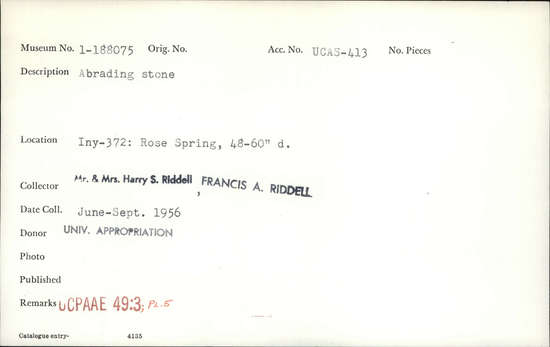 Museum No. 1-188075 Orig. No. Acc. No. UCAS-413 No. Pieces
Description Abrading stone
Location Iny-372: Rose Spring, 48-60" d.
Collector Mr. & Mrs. Harry S. Riddell, FRANCIS A. RIDDELL
Date Coll. June-Sept. 1956
Donor UNIV. APPROPRIATION
Photo
Published
Remarks UCPAAE 49:3; Pl. 5
Catalogue entry- 4135